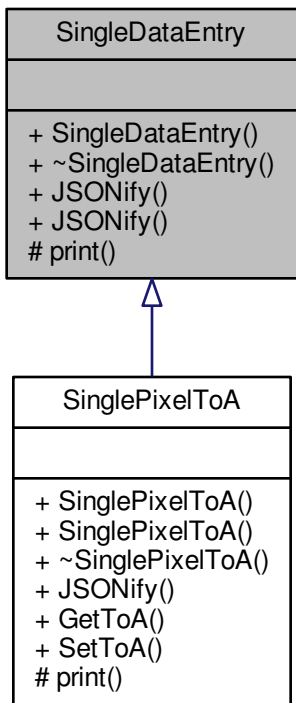 SingleDataEntry
+ SingleDataEntry()
+ ~SingleDataEntry()
+ JSONify()
+ JSONify()
# print()
SinglePixelToA
+ SinglePixelToA()
+ SinglePixelToA()
+ ~SinglePixelToA()
+ JSONify()
+ GetToA()
+ SetToA()
# print()